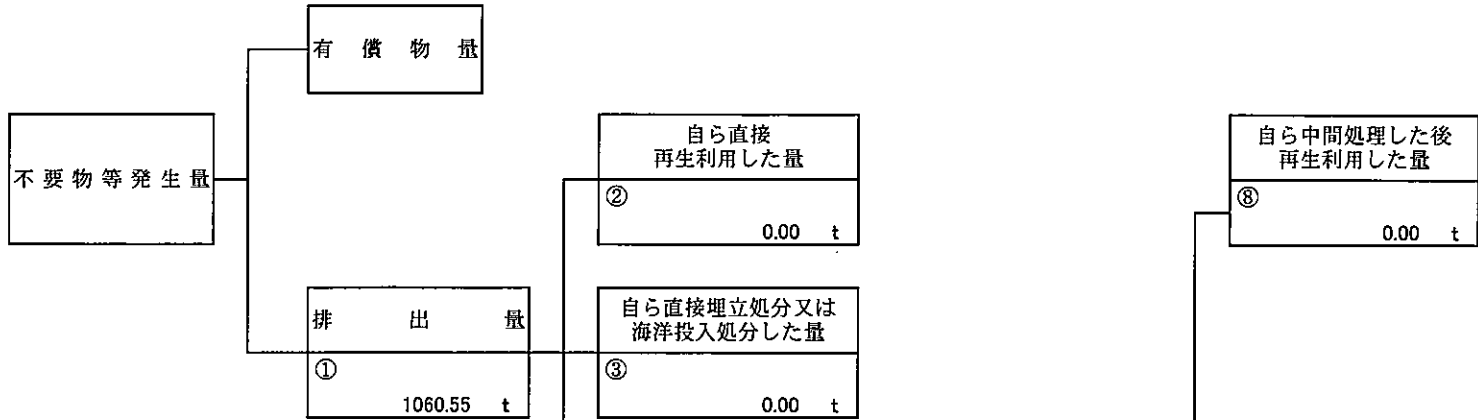 有償物量
不要物等発生量
自ら直接
再生利用した量
②
0.00 t
自ら中間処理した後
再生利用した量
⑧
0.00 t
排出量
①
1060.55 t
自ら直接埋立処分又は
海洋投入処分した量
③
0.00 t